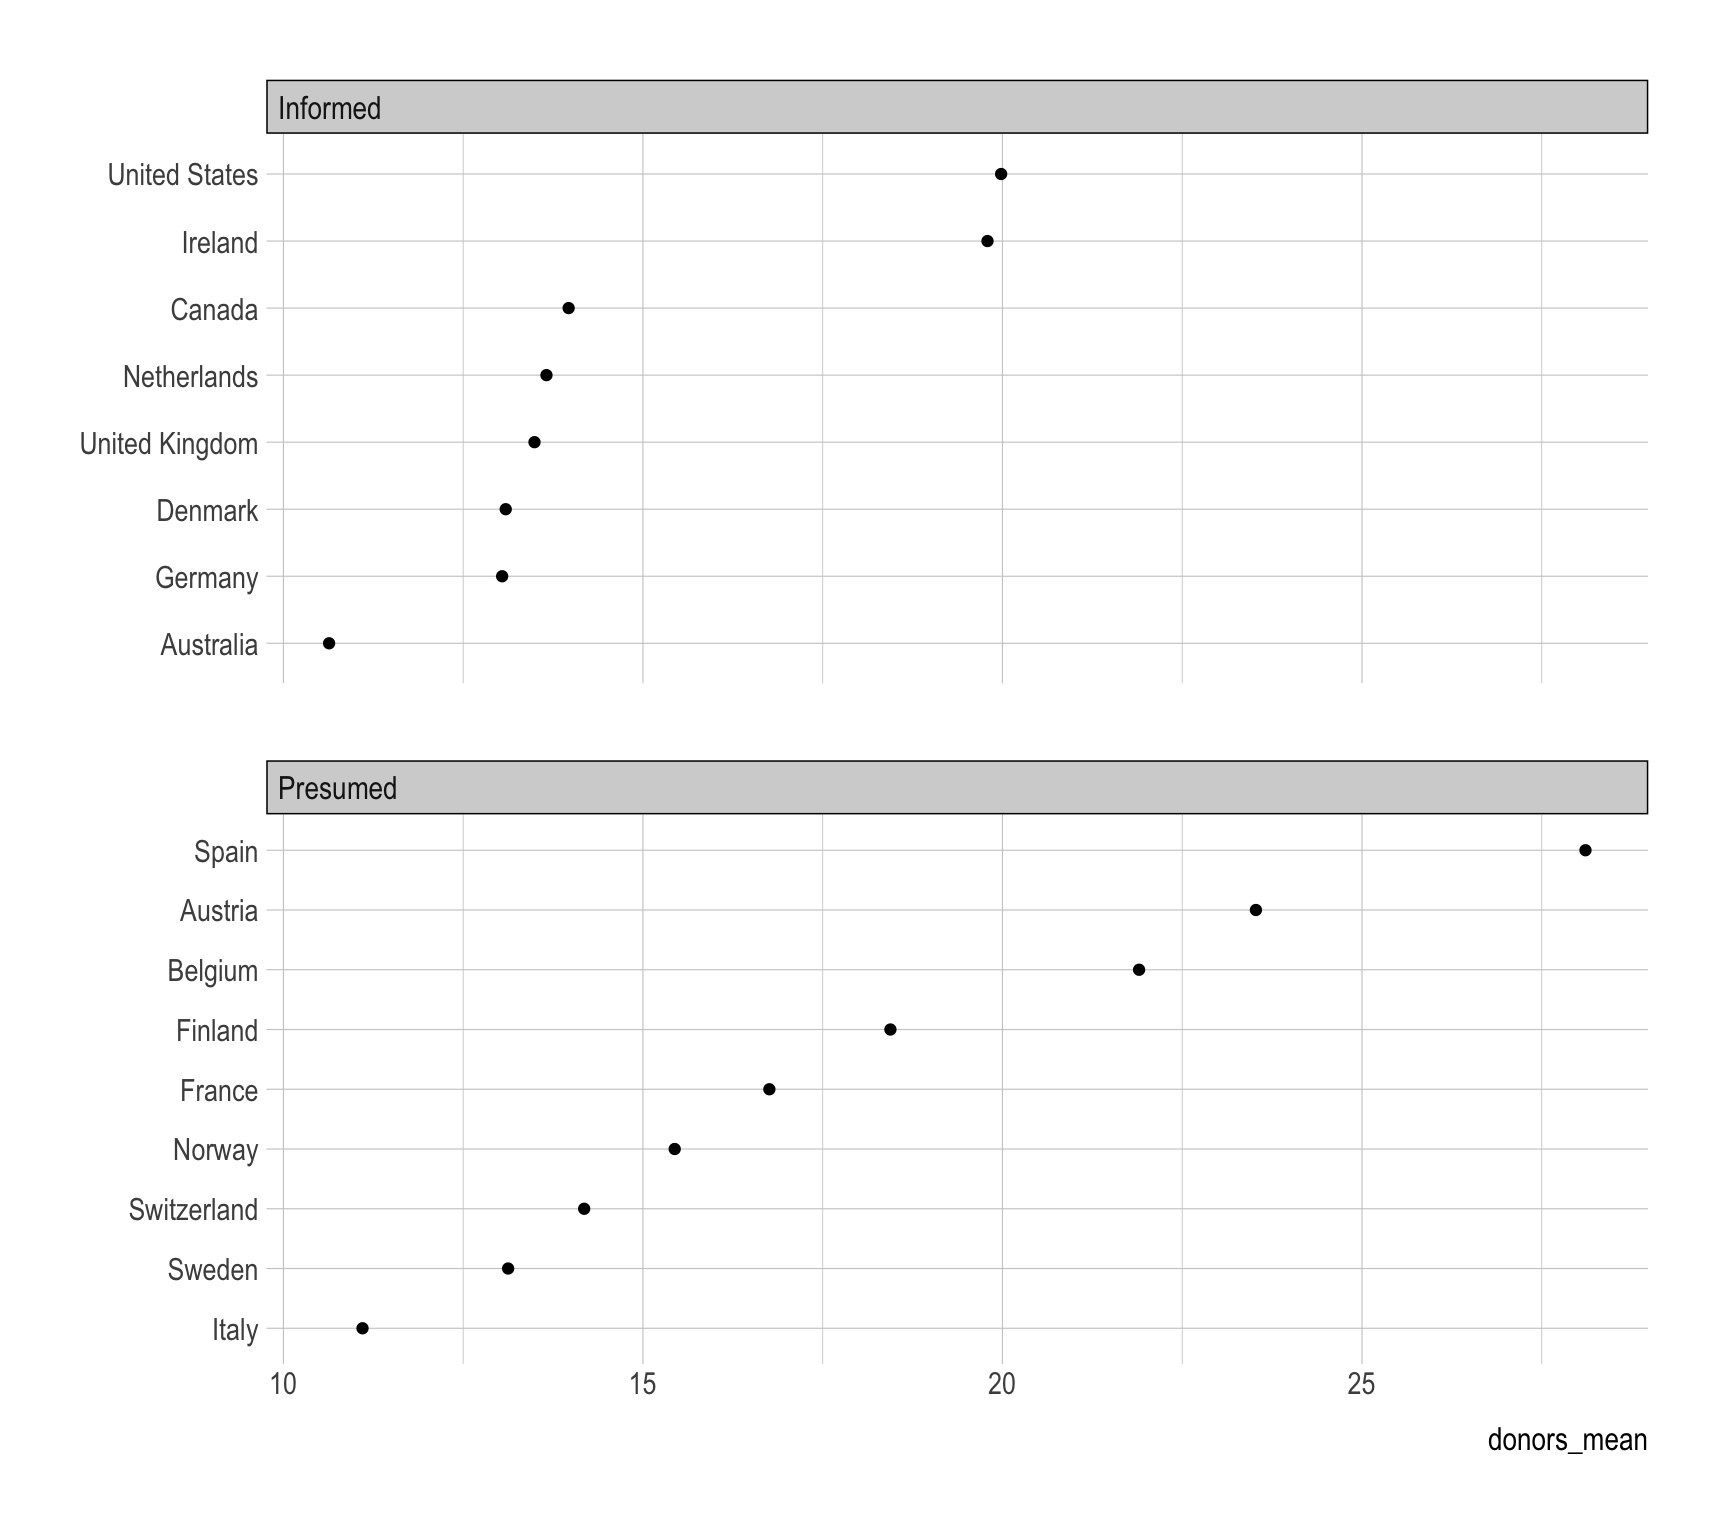 Informed
United States
Ireland
Canada
Netherlands
United Kingdom
Denmark
Germany
Australia
Presumed
Spain
Austria
Belgium
Finland
France
Norway
Switzerland
Sweden
Italy
10 15 20 25
donors_mean